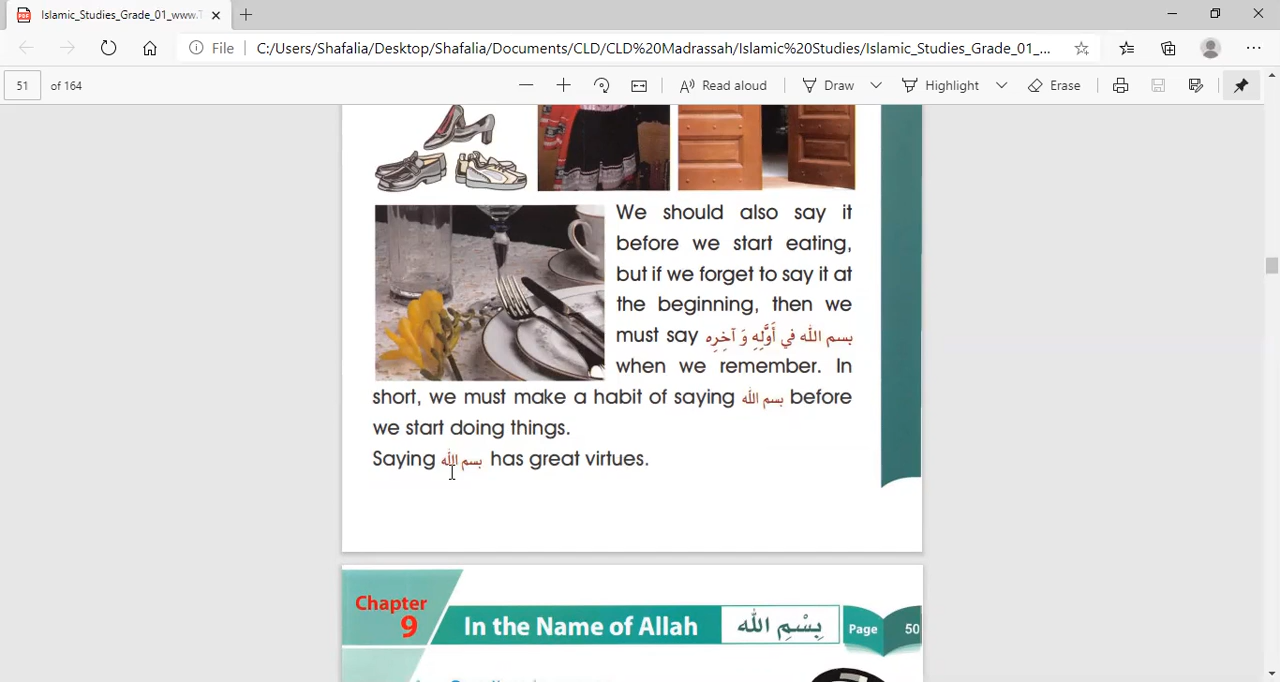 Islamic_Studies_Grade_01_www.T
File
C:/Users/Shafalia/Desktop/Shafalia/Documents/CLD/CLD%20Madrassah/Islamic%20Studies/Islamic_Studies_Grade_01_...
51 of 164
Read aloud
Draw
Highlight
Erase
We should also say it
before we start eating,
but if we forget to say it at
the beginning, then we
must say بسم الله في أَوَّلِهِ وَ آخِرِه
when we remember. In
short, we must make a habit of saying بسم الله before
we start doing things.
Saying بسم الله has great virtues.
Chapter
9
In the Name of Allah
بِسْمِ الله
Page 50